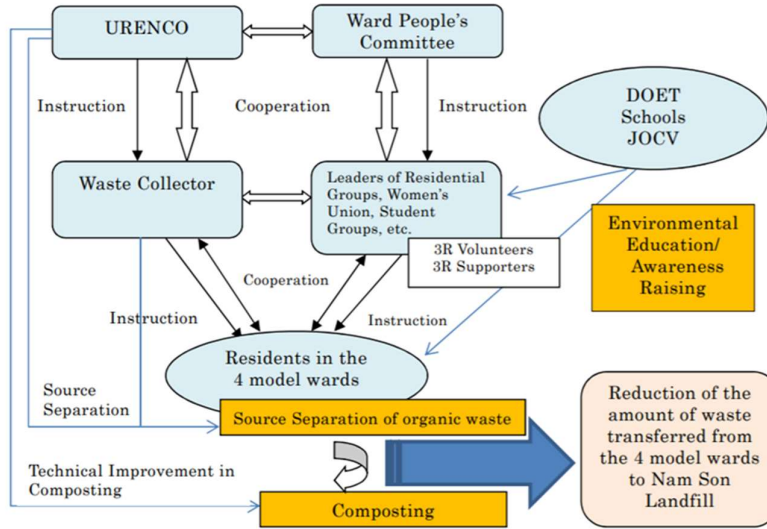 URENCO
Ward People's
Committee
Instruction
Cooperation
Instruction
DOET
Schools
JOCV
Waste Collector
Leaders of Residential
Groups, Women's
Union, Student
Groups, etc.
3R Volunteers
3R Supporters
Environmental
Education/
Awareness
Raising
Cooperation
Instruction
Instruction
Residents in the
4 model wards
Source
Separation
Source Separation of organic waste
Reduction of the
amount of waste
transferred from
the 4 model wards
to Nam Son
Landfill
Technical Improvement in
Composting
Composting